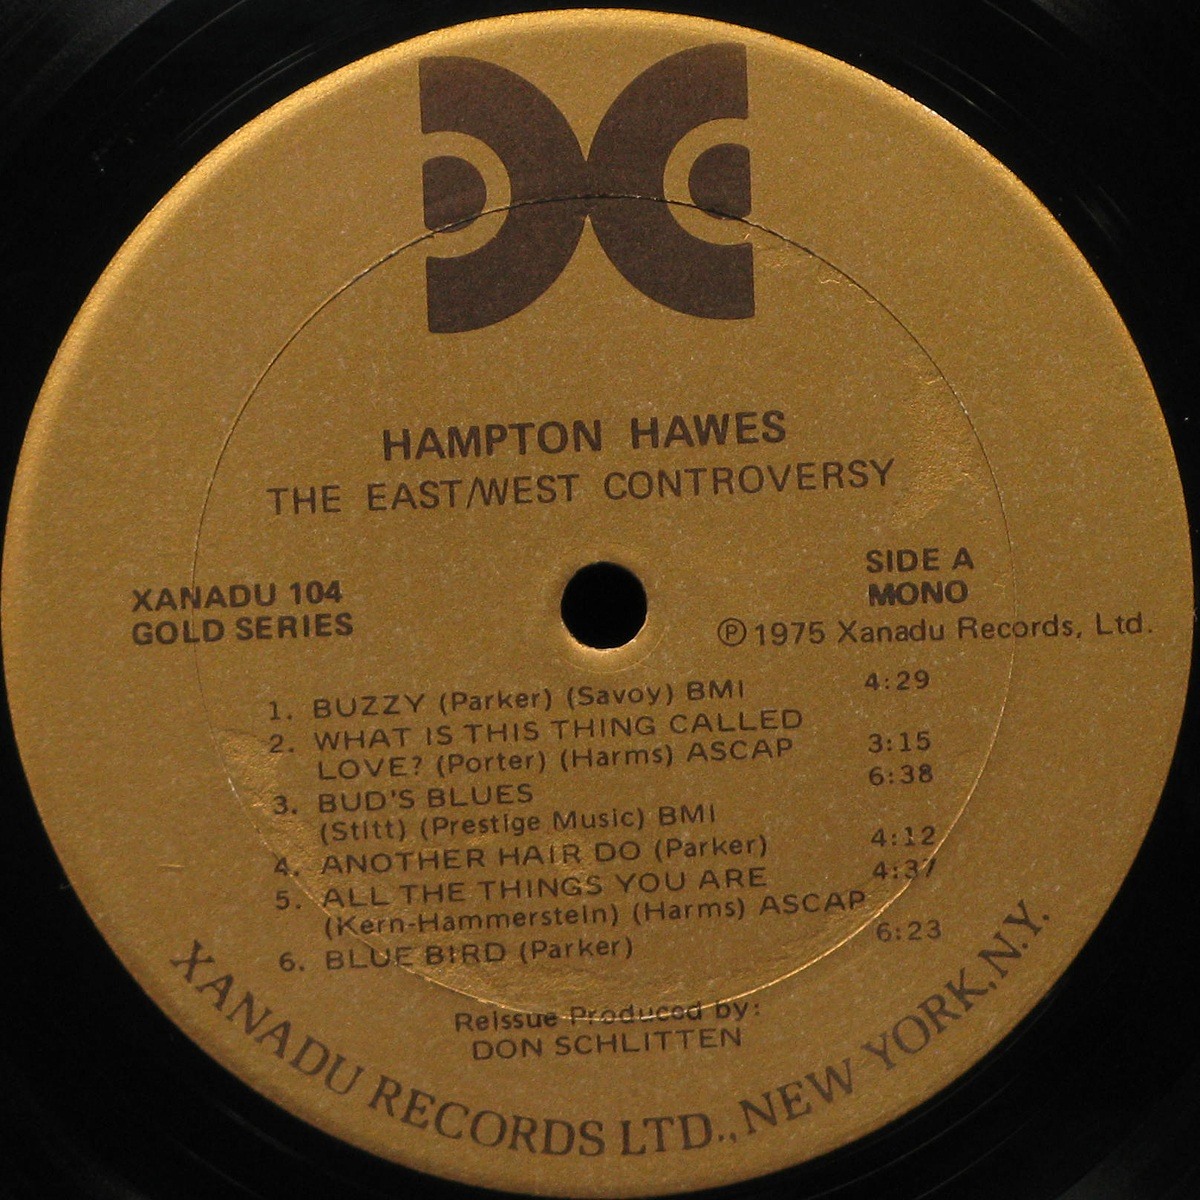 HAMPTON HAWES
THE EAST/WEST CONTROVERSY
XANADU 104
GOLD SERIES
SIDE A
MONO
Ⓟ 1975 Xanadu Records, Ltd.
1. BUZZY (Parker) (Savoy) BMI 4:29
2. WHAT IS THIS THING CALLED
LOVE? (Porter) (Harms) ASCAP 3:15
3. BUD'S BLUES 6:38
(Stitt) (Prestige Music) BMI
4. ANOTHER HAIR DO (Parker) 4:12
5. ALL THE THINGS YOU ARE 4:37
(Kern-Hammerstein) (Harms) ASCAP
6. BLUE BIRD (Parker) 6:23
Reissue Produced by:
DON SCHLITTEN
XANADU RECORDS LTD., NEW YORK, N.Y.